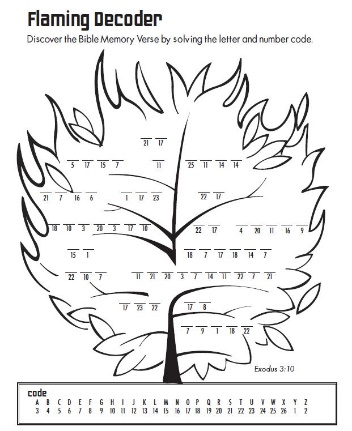 Flaming Decoder
Discover the Bible Memory Verse by solving the letter and number code.
21 17
5 17 15 7 11 25 11 14 14
21 7 16 6 1 17 23 22 17
18 10 3 20 3 17 10 22 17 4 20 11 16 9
15 1 18 7 17 18 14 7
22 10 7 11 21 20 3 7 14 11 22 7 21
17 23 22 17 8
7 9 1 18 22
Exodus 3:10
code
A B C D E F G H I J K L M N O P Q R S T U V W X Y Z
3 4 5 6 7 8 9 10 11 12 13 14 15 16 17 18 19 20 21 22 23 24 25 26 1 2